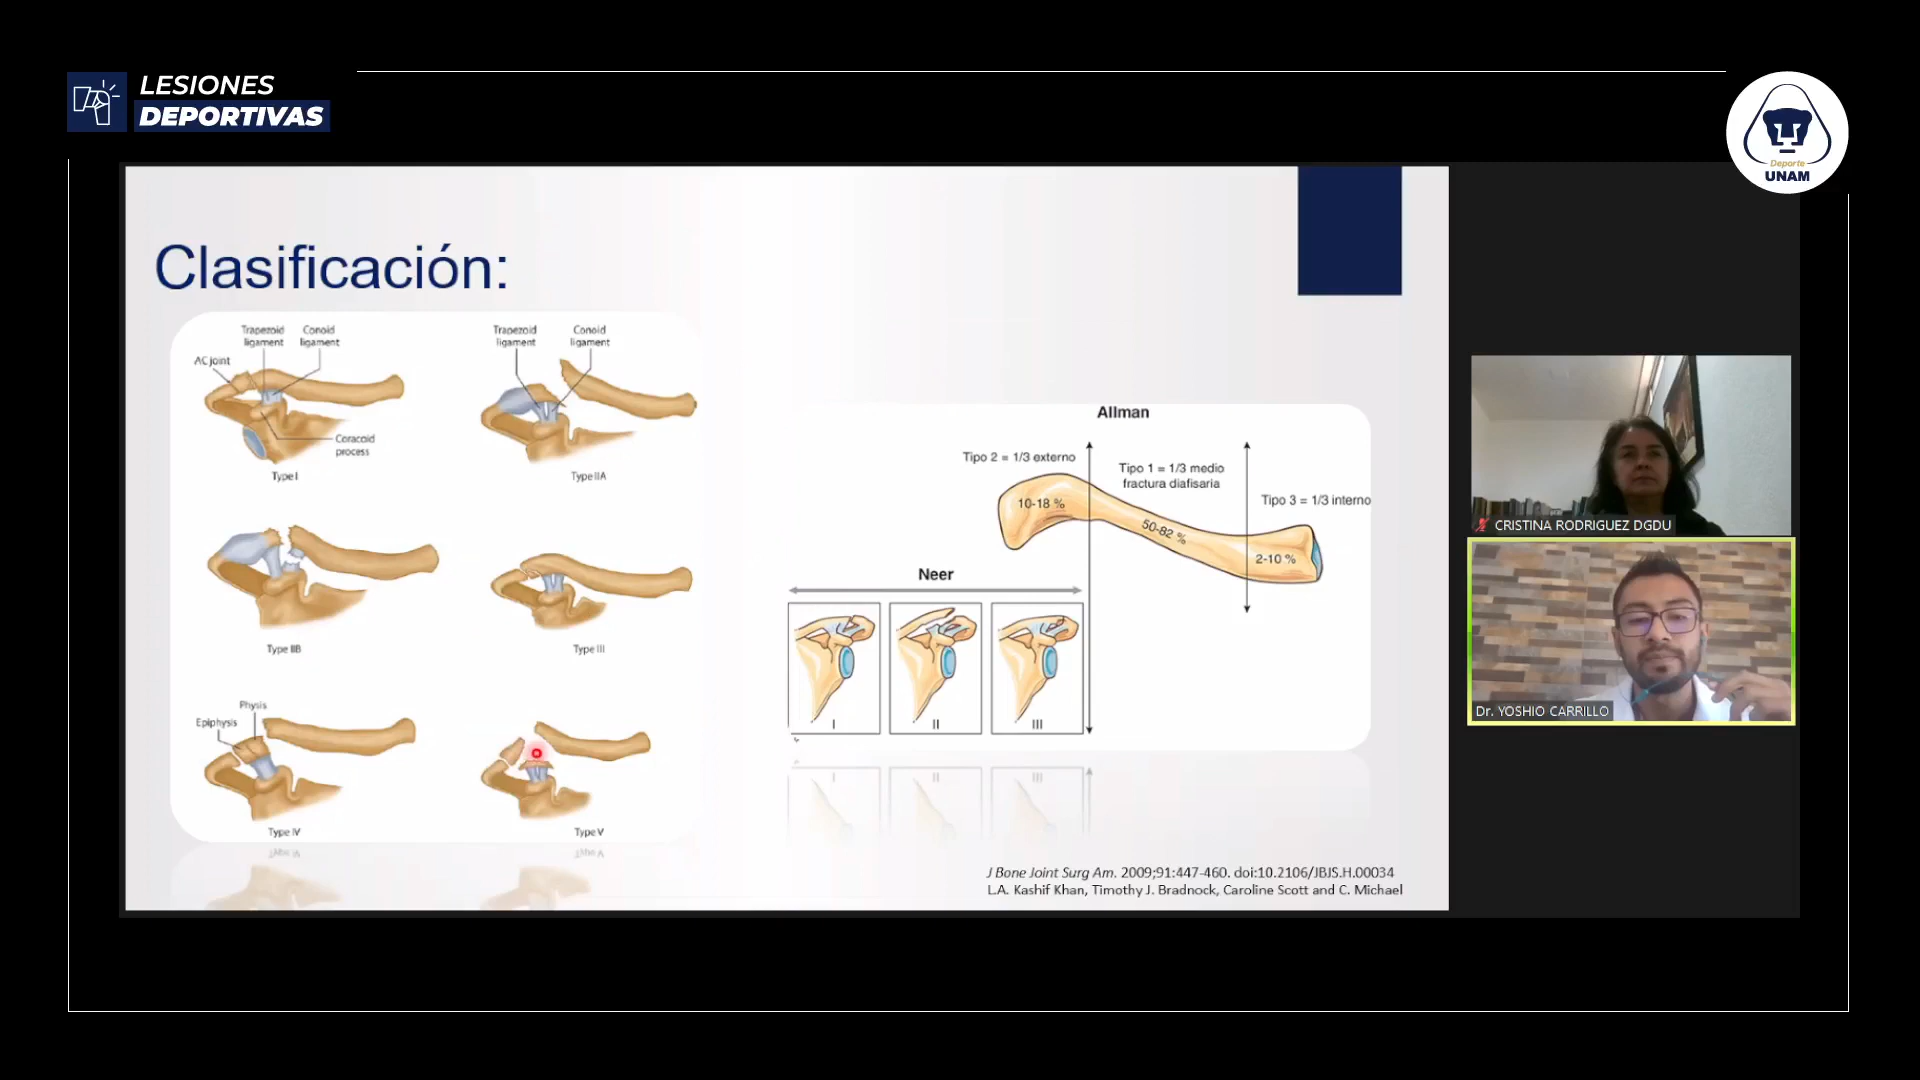 LESIONES
DEPORTIVAS
Deporte
UNAM
Clasificación:
Trapezoid
ligament
Conoid
ligament
AC joint
Coracoid
process
Type I
Trapezoid
ligament
Conoid
ligament
Type IIA
Type IIB
Type III
Physis
Epiphysis
Type IV
Type V
Allman
Tipo 2 = 1/3 externo
Tipo 1 = 1/3 medio
fractura diafisaria
Tipo 3 = 1/3 interno
10-18 %
50-82 %
2-10 %
Neer
I
II
III
J Bone Joint Surg Am. 2009;91:447-460. doi:10.2106/JBJS.H.00034
L.A. Kashif Khan, Timothy J. Bradnock, Caroline Scott and C. Michael
CRISTINA RODRIGUEZ DGDU
Dr. YOSHIO CARRILLO